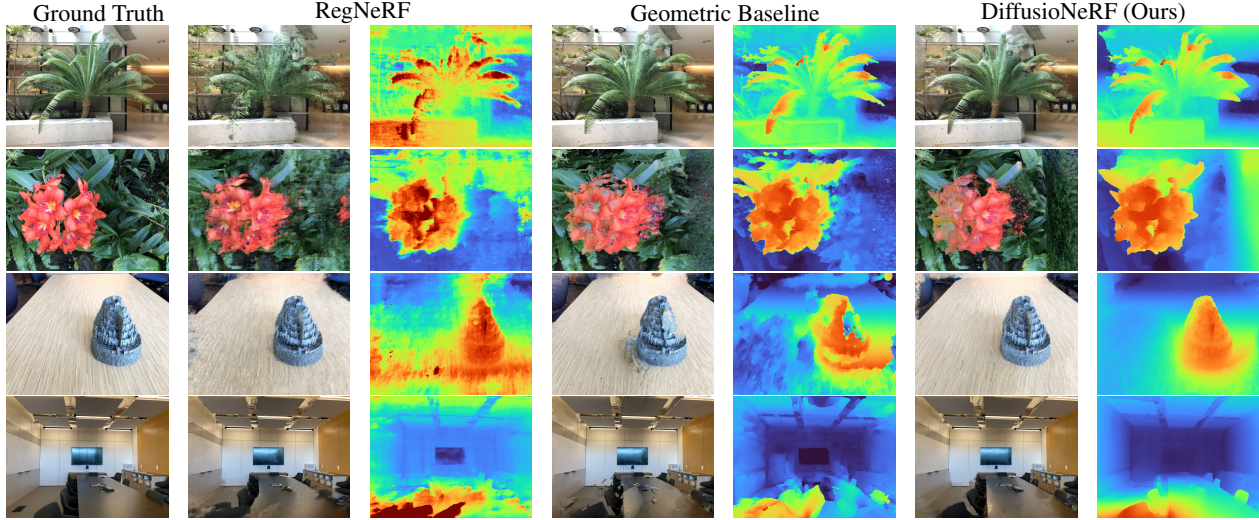 Ground Truth
RegNeRF
Geometric Baseline
DiffusioNeRF (Ours)